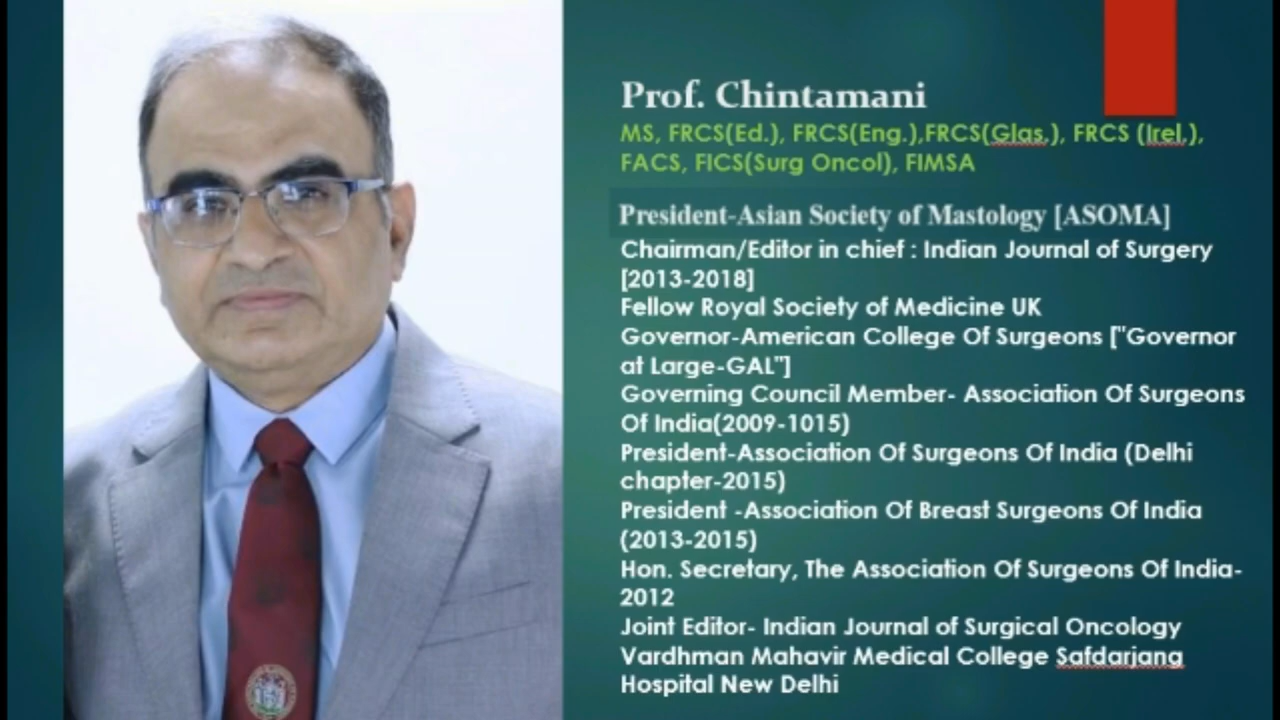 Prof. Chintamani
MS, FRCS(Ed.), FRCS(Eng.),FRCS(Glas.), FRCS (Irel.),
FACS, FICS(Surg Oncol), FIMSA
President-Asian Society of Mastology [ASOMA]
Chairman/Editor in chief : Indian Journal of Surgery
[2013-2018]
Fellow Royal Society of Medicine UK
Governor-American College Of Surgeons ["Governor
at Large-GAL"]
Governing Council Member- Association Of Surgeons
Of India(2009-1015)
President-Association Of Surgeons Of India (Delhi
chapter-2015)
President -Association Of Breast Surgeons Of India
(2013-2015)
Hon. Secretary, The Association Of Surgeons Of India-
2012
Joint Editor- Indian Journal of Surgical Oncology
Vardhman Mahavir Medical College Safdarjang
Hospital New Delhi